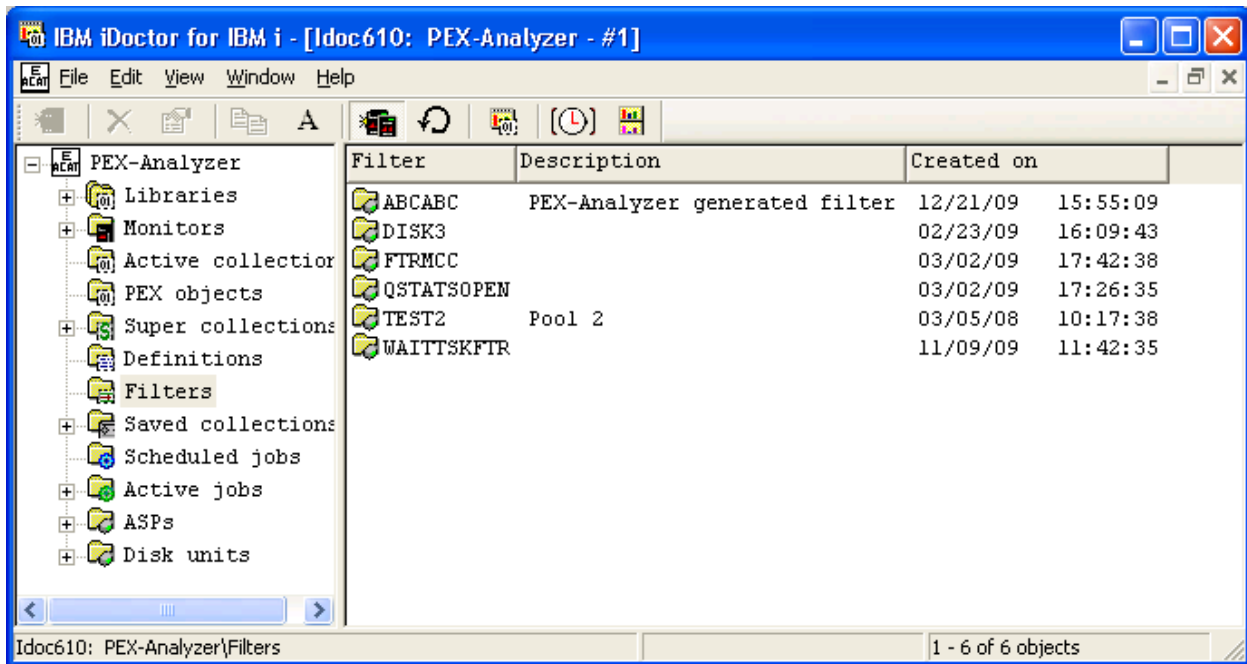 IBM iDoctor for IBM i - [Idoc610: PEX-Analyzer - #1]
File Edit View Window Help
A
PEX-Analyzer
Libraries
Monitors
Active collection
PEX objects
Super collections
Definitions
Filters
Saved collections
Scheduled jobs
Active jobs
ASPs
Disk units
Filter Description Created on
ABCABC PEX-Analyzer generated filter 12/21/09 15:55:09
DISK3 02/23/09 16:09:43
FTRMCC 03/02/09 17:42:38
QSTATSOPEN 03/02/09 17:26:35
TEST2 Pool 2 03/05/08 10:17:38
WAITTSKFTR 11/09/09 11:42:35
Idoc610: PEX-Analyzer\Filters 1 - 6 of 6 objects